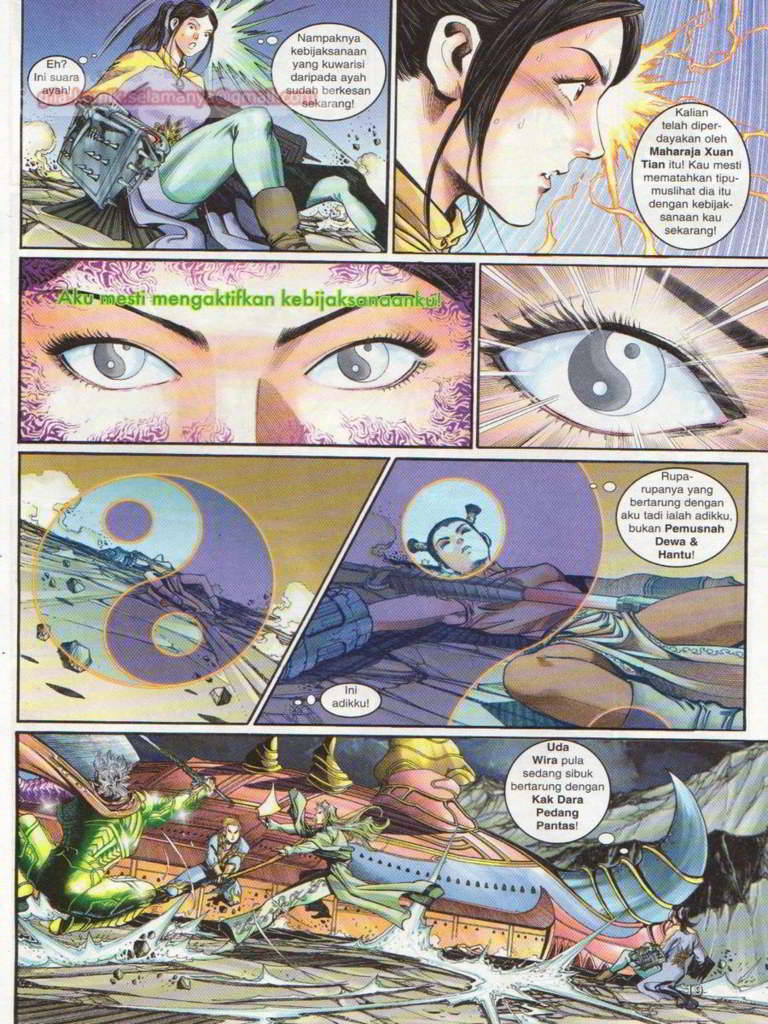 Eh?
Ini suara
ayah!
Nampaknya
kebijaksanaan
yang kuwarisi
daripada ayah
sudah berkesan
sekarang!
Kalian
telah diper-
dayakan oleh
Maharaja Xuan
Tian itu! Kau mesti
mematahkan tipu-
muslihat dia itu
dengan kebijak-
sanaan kau
sekarang!
Aku mesti mengaktifkan kebijaksanaanku!
Rupa-
rupanya yang
bertarung dengan
aku tadi ialah adikku,
bukan Pemusnah
Dewa &
Hantu!
Ini
adikku!
Uda
Wira pula
sedang sibuk
bertarung dengan
Kak Dara
Pedang
Pantas!
19